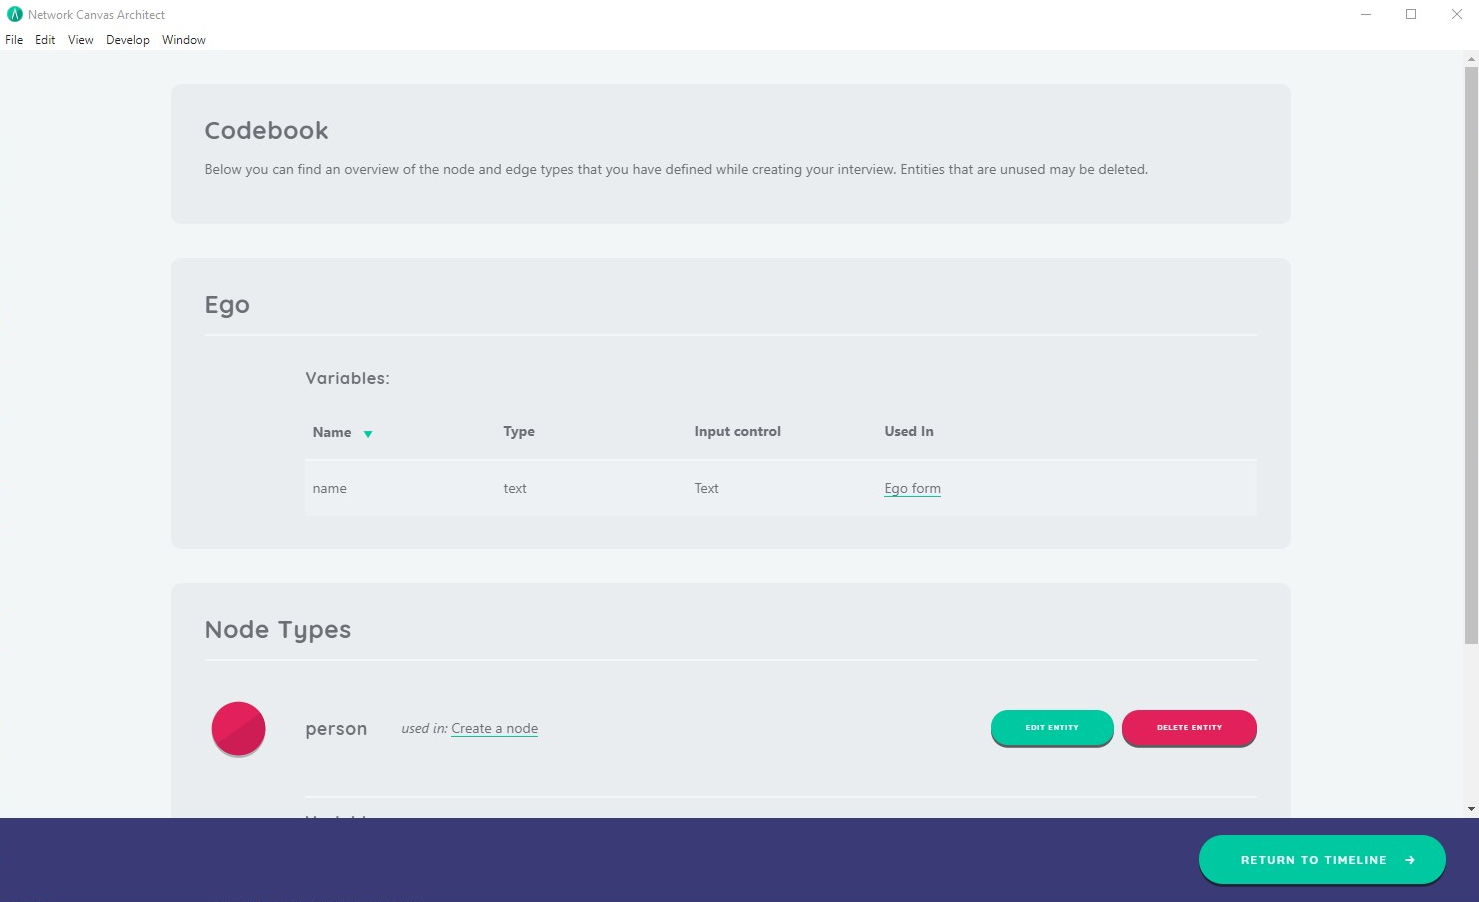 Network Canvas Architect
File Edit View Develop Window
Codebook
Below you can find an overview of the node and edge types that you have defined while creating your interview. Entities that are unused may be deleted.
Ego
Variables:
Name Type Input control Used In
name text Text Ego form
Node Types
person used in: Create a node EDIT ENTITY DELETE ENTITY
RETURN TO TIMELINE